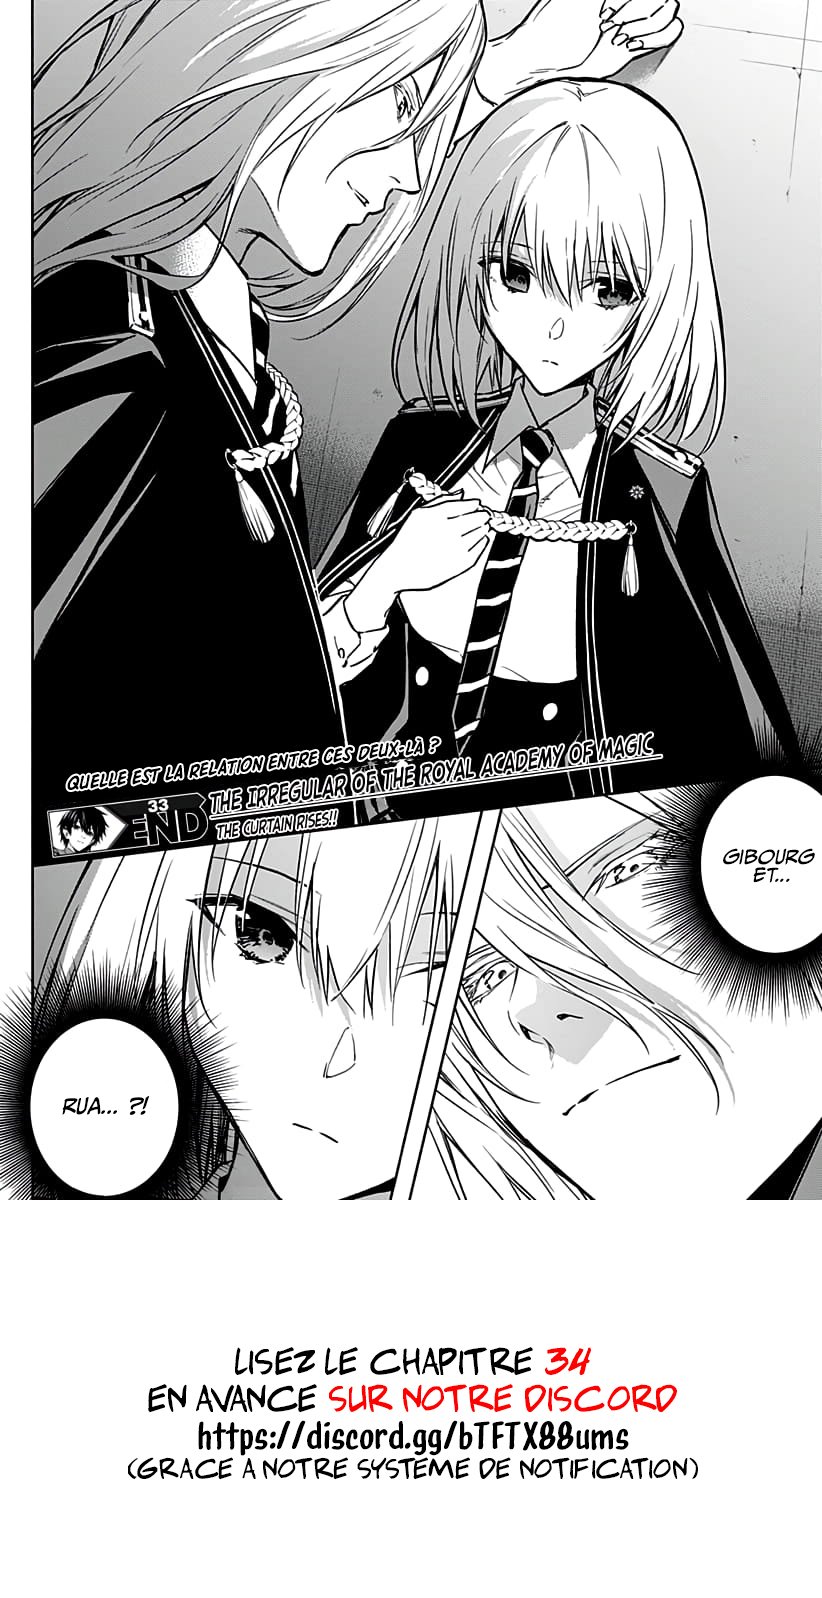 QUELLE EST LA RELATION ENTRE CES DEUX-LÀ ?
33
END
THE IRREGULAR OF THE ROYAL ACADEMY OF MAGIC
THE CURTAIN RISES!!
GIBOURG
ET...
RUA... ?!
LISEZ LE CHAPITRE 34
EN AVANCE SUR NOTRE DISCORD
https://discord.gg/bTFTX88ums
(GRACE A NOTRE SYSTEME DE NOTIFICATION)